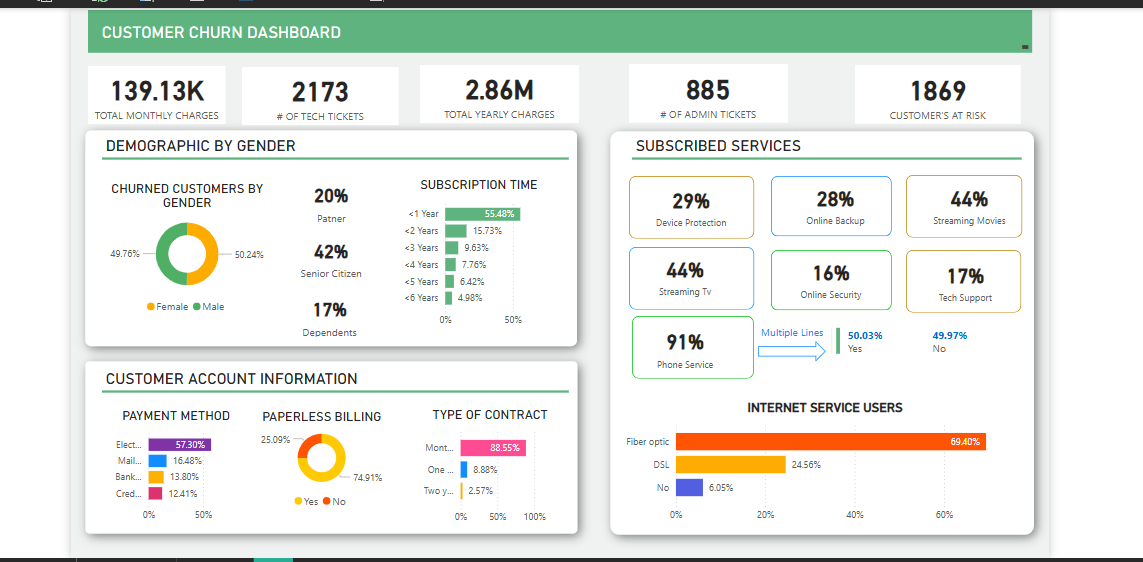 CUSTOMER CHURN DASHBOARD
139.13K
TOTAL MONTHLY CHARGES
2173
# OF TECH TICKETS
2.86M
TOTAL YEARLY CHARGES
885
# OF ADMIN TICKETS
1869
CUSTOMER'S AT RISK
DEMOGRAPHIC BY GENDER
CHURNED CUSTOMERS BY
GENDER
49.76%
50.24%
Female Male
20%
Patner
42%
Senior Citizen
17%
Dependents
SUBSCRIPTION TIME
<1 Year 55.48%
<2 Years 15.73%
<3 Years 9.63%
<4 Years 7.76%
<5 Years 6.42%
<6 Years 4.98%
0% 50%
CUSTOMER ACCOUNT INFORMATION
PAYMENT METHOD
Elect... 57.30%
Mail... 16.48%
Bank... 13.80%
Cred... 12.41%
0% 50%
PAPERLESS BILLING
25.09%
74.91%
Yes No
TYPE OF CONTRACT
Mont... 88.55%
One ... 8.88%
Two y... 2.57%
0% 50% 100%
SUBSCRIBED SERVICES
29%
Device Protection
28%
Online Backup
44%
Streaming Movies
44%
Streaming Tv
16%
Online Security
17%
Tech Support
91%
Phone Service
Multiple Lines
50.03%
Yes
49.97%
No
INTERNET SERVICE USERS
Fiber optic 69.40%
DSL 24.56%
No 6.05%
0% 20% 40% 60%